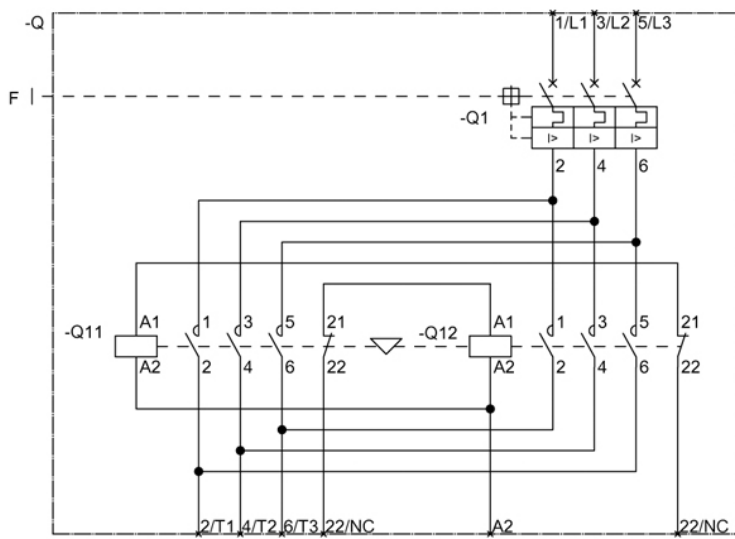 -Q 1/L1 3/L2 5/L3
F
-Q1
I> I> I>
2 4 6
A1 1 3 5 21 A1 1 3 5 21
-Q11 -Q12
A2 2 4 6 22 A2 2 4 6 22
2/T1 4/T2 6/T3 22/NC A2 22/NC